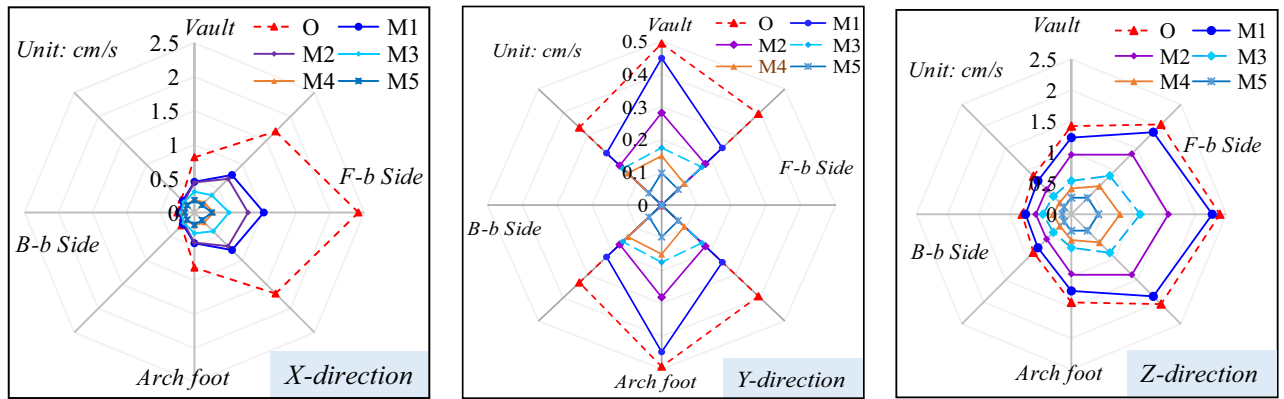 Vault
Unit: cm/s
O M1
M2 M3
M4 M5
2.5
2
1.5
1
0.5
0
F-b Side
B-b Side
Arch foot
X-direction
Vault
Unit: cm/s
O M1
M2 M3
M4 M5
0.5
0.4
0.3
0.2
0.1
0
F-b Side
B-b Side
Arch foot
Y-direction
Vault
Unit: cm/s
O M1
M2 M3
M4 M5
2.5
2
1.5
1
0.5
0
F-b Side
B-b Side
Arch foot
Z-direction